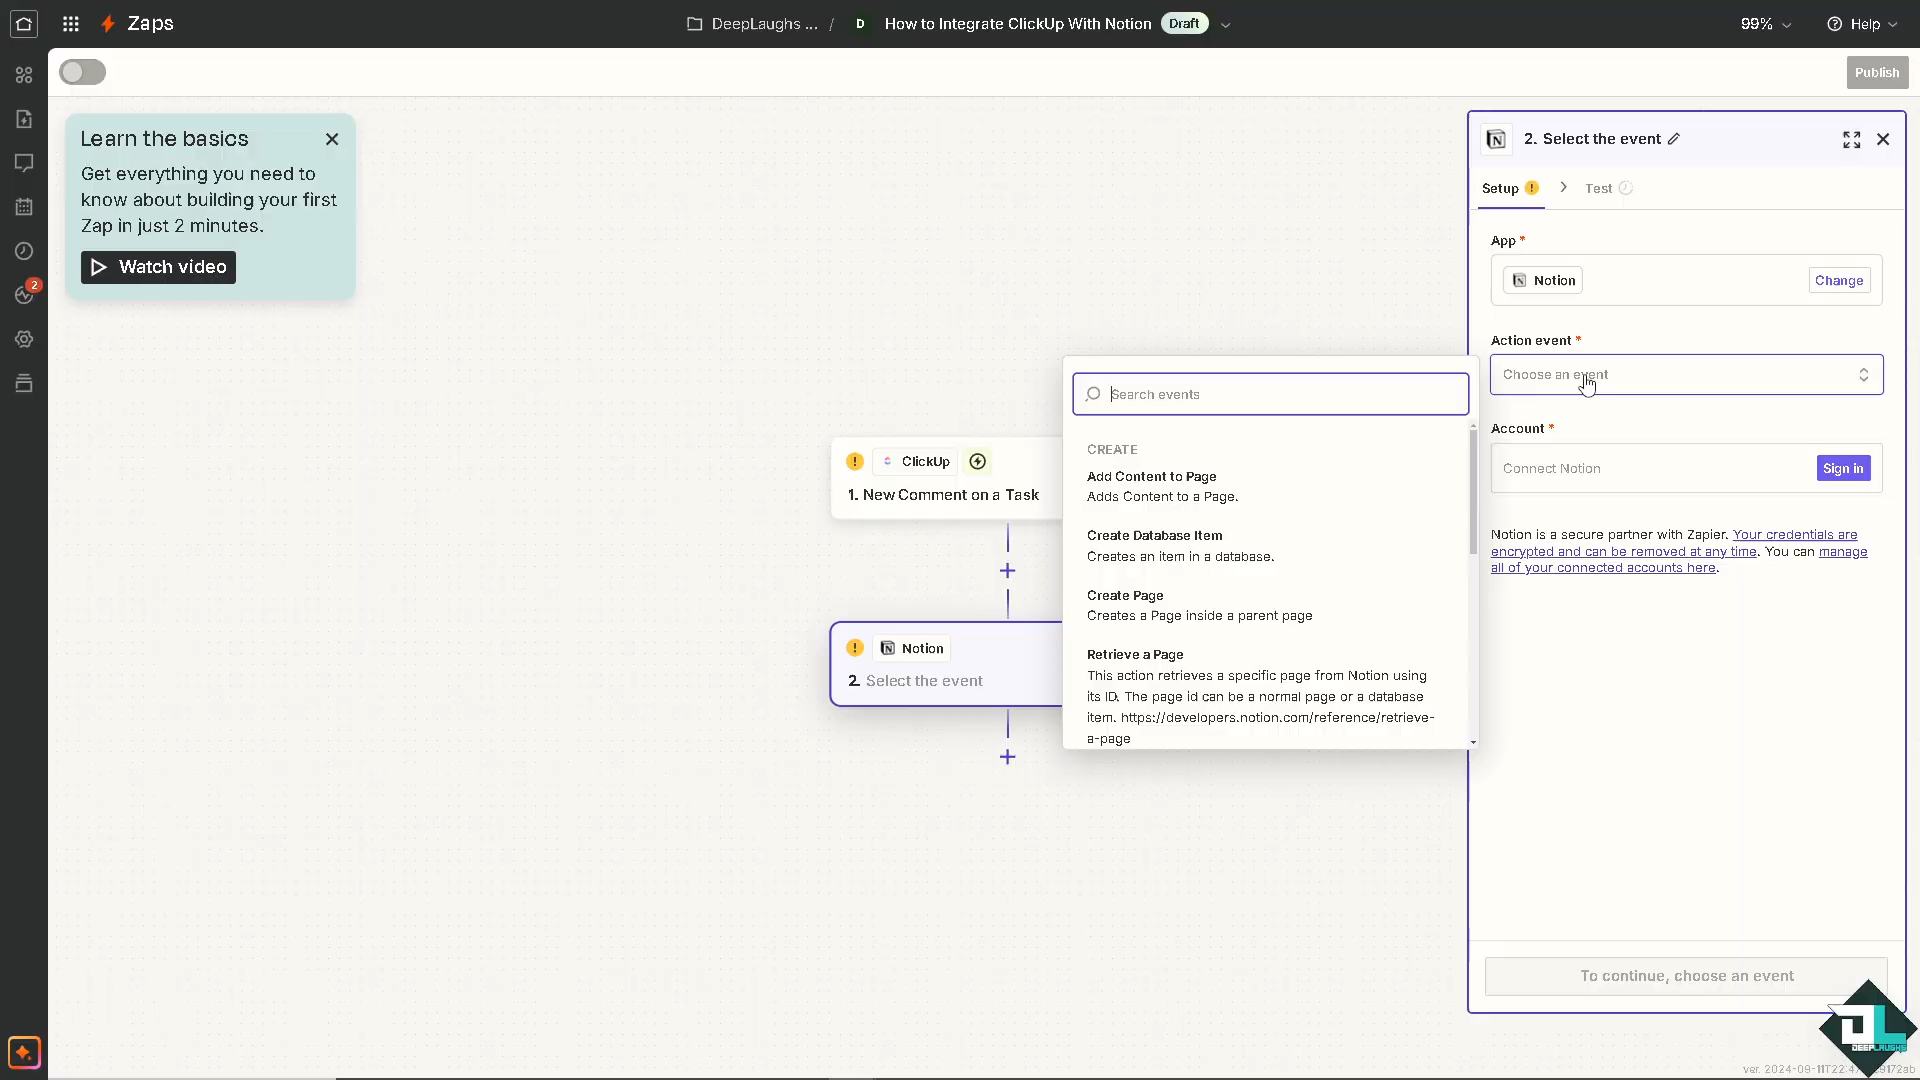 Zaps
DeepLaughs ... / D How to Integrate ClickUp With Notion Draft
99%
Help
Publish
Learn the basics
Get everything you need to
know about building your first
Zap in just 2 minutes.
Watch video
2
ClickUp
1. New Comment on a Task
Notion
2. Select the event
Search events
CREATE
Add Content to Page
Adds Content to a Page.
Create Database Item
Creates an item in a database.
Create Page
Creates a Page inside a parent page
Retrieve a Page
This action retrieves a specific page from Notion using
its ID. The page id can be a normal page or a database
item. https://developers.notion.com/reference/retrieve-
a-page
2. Select the event
Setup
Test
App *
Notion
Change
Action event *
Choose an event
Account *
Connect Notion
Sign in
Notion is a secure partner with Zapier. Your credentials are
encrypted and can be removed at any time. You can manage
all of your connected accounts here.
To continue, choose an event
DEEPLAUGHS